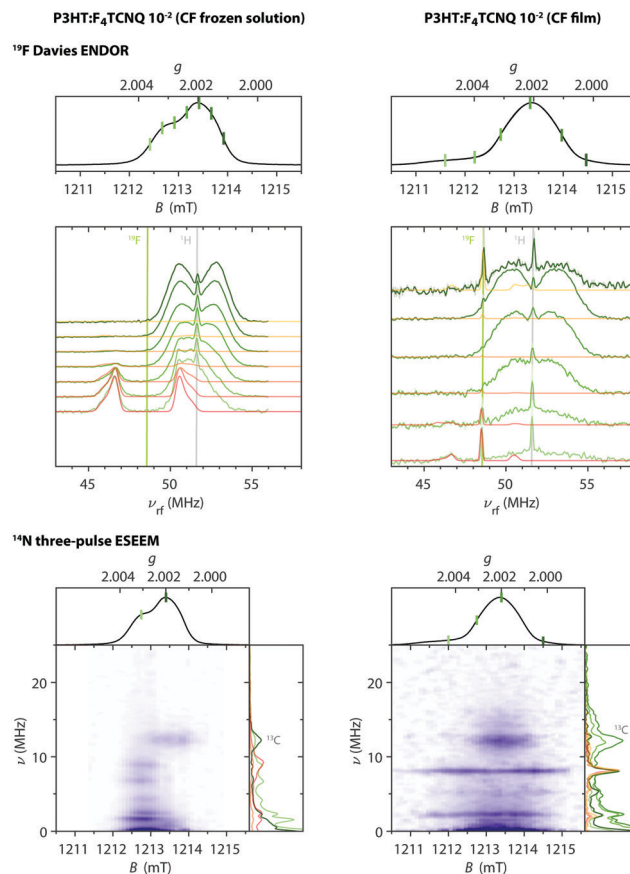 P3HT:F₄TCNQ 10⁻² (CF frozen solution)
P3HT:F₄TCNQ 10⁻² (CF film)
¹⁹F Davies ENDOR
g
2.004 2.002 2.000
1211 1212 1213 1214 1215
B (mT)
g
2.004 2.002 2.000
1211 1212 1213 1214 1215
B (mT)
¹⁹F ¹H
45 50 55
ν_rf (MHz)
¹⁹F ¹H
45 50 55
ν_rf (MHz)
¹⁴N three-pulse ESEEM
g
2.004 2.002 2.000
ν (MHz)
20
10
0
¹³C
1211 1212 1213 1214 1215
B (mT)
g
2.004 2.002 2.000
ν (MHz)
20
10
0
¹³C
1211 1212 1213 1214 1215
B (mT)